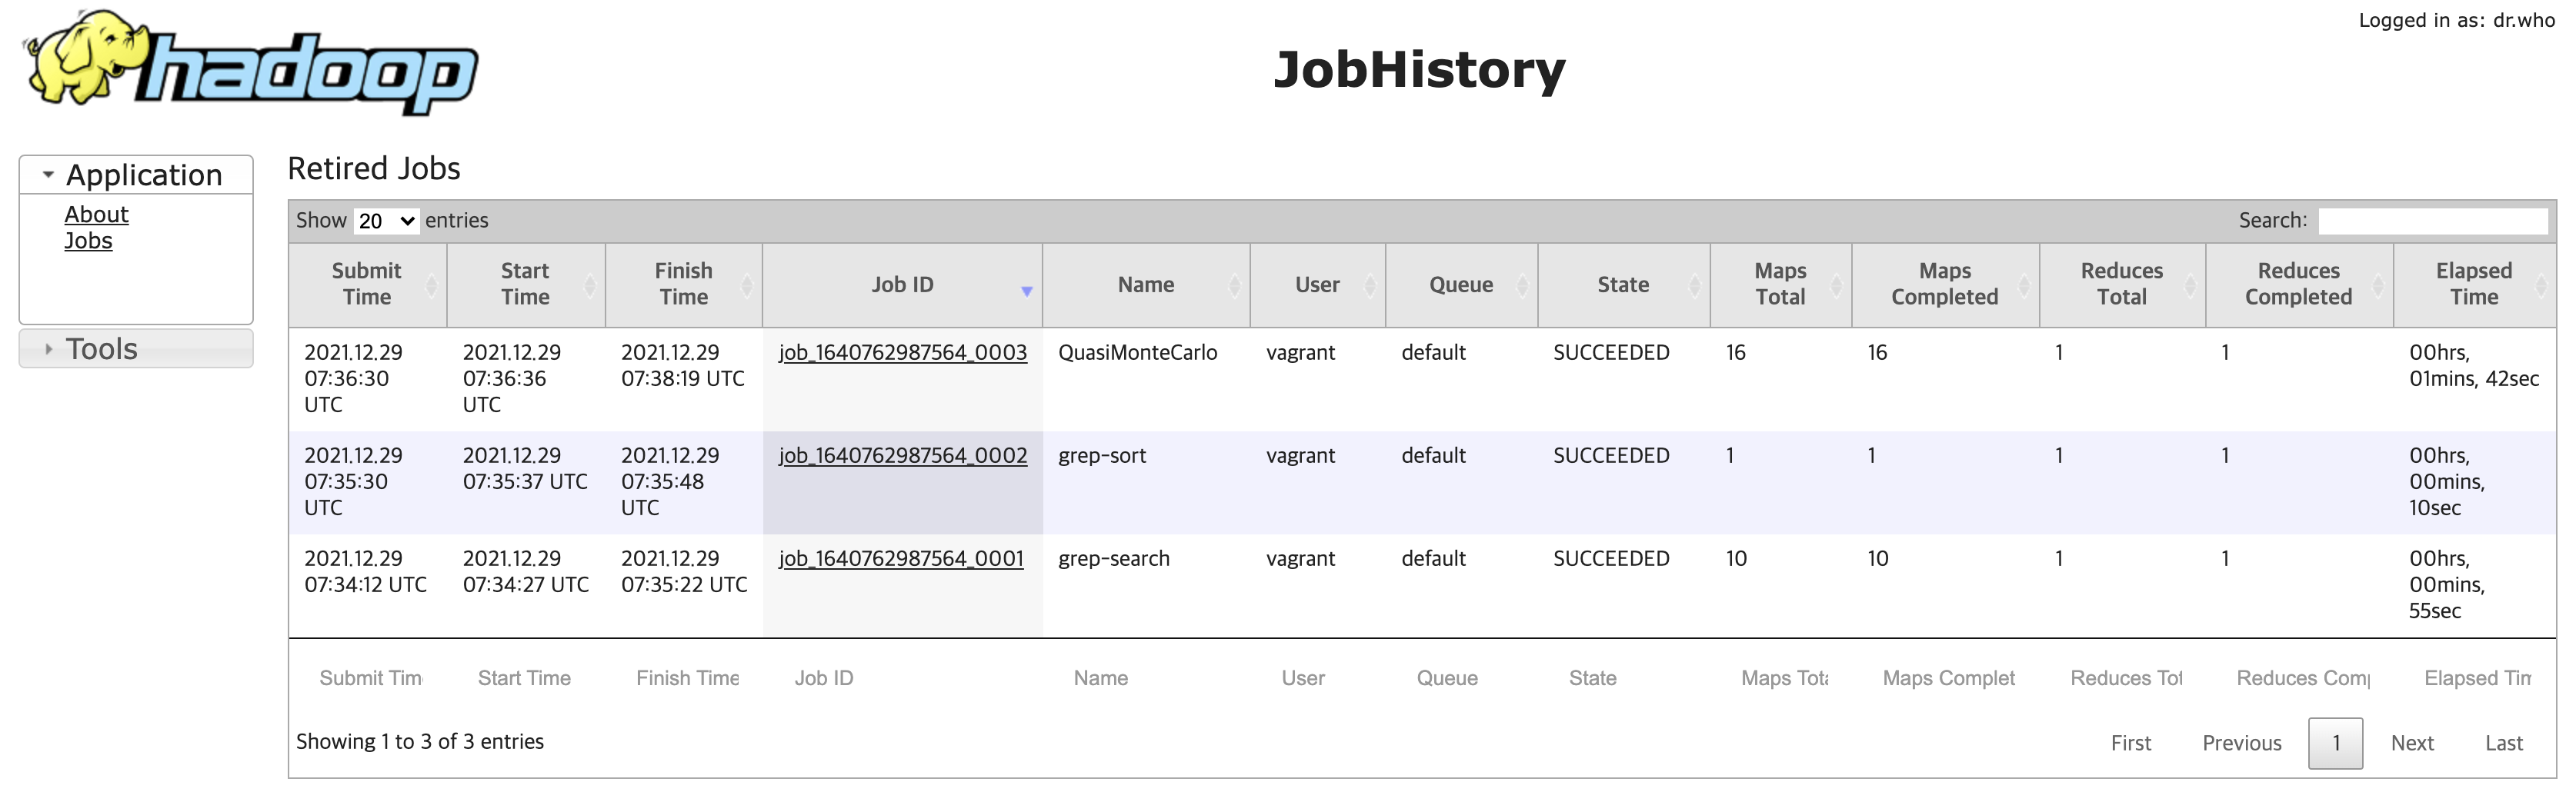 Logged in as: dr.who
hadoop
JobHistory
Application
About
Jobs
Tools
Retired Jobs
Show 20 entries
Search:
Submit Time
Start Time
Finish Time
Job ID
Name
User
Queue
State
Maps Total
Maps Completed
Reduces Total
Reduces Completed
Elapsed Time
2021.12.29 07:36:30 UTC
2021.12.29 07:36:36 UTC
2021.12.29 07:38:19 UTC
job_1640762987564_0003
QuasiMonteCarlo
vagrant
default
SUCCEEDED
16
16
1
1
00hrs, 01mins, 42sec
2021.12.29 07:35:30 UTC
2021.12.29 07:35:37 UTC
2021.12.29 07:35:48 UTC
job_1640762987564_0002
grep-sort
vagrant
default
SUCCEEDED
1
1
1
1
00hrs, 00mins, 10sec
2021.12.29 07:34:12 UTC
2021.12.29 07:34:27 UTC
2021.12.29 07:35:22 UTC
job_1640762987564_0001
grep-search
vagrant
default
SUCCEEDED
10
10
1
1
00hrs, 00mins, 55sec
Submit Tim
Start Time
Finish Time
Job ID
Name
User
Queue
State
Maps Tota
Maps Complet
Reduces Tot
Reduces Comp
Elapsed Tim
Showing 1 to 3 of 3 entries
First Previous 1 Next Last